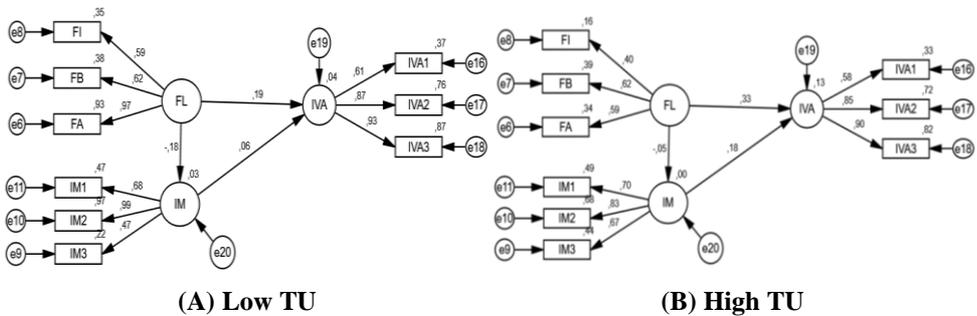 ,35
e8 FI
,59
,38
e7 FB
,62
,93
e6 FA
,97
FL
,19
-,18
,47
e11 IM1
,68
,97
e10 IM2
,99
,22
e9 IM3
,47
IM
,03
,06
e20
e19
,04
IVA
,61
,37
IVA1 e16
,87
,76
IVA2 e17
,93
,87
IVA3 e18
(A) Low TU
,16
e8 FI
,40
,39
e7 FB
,62
,34
e6 FA
,59
FL
,33
-,05
,49
e11 IM1
,70
,68
e10 IM2
,83
,44
e9 IM3
,67
IM
,00
,18
e20
e19
,13
IVA
,58
,33
IVA1 e16
,85
,72
IVA2 e17
,90
,82
IVA3 e18
(B) High TU